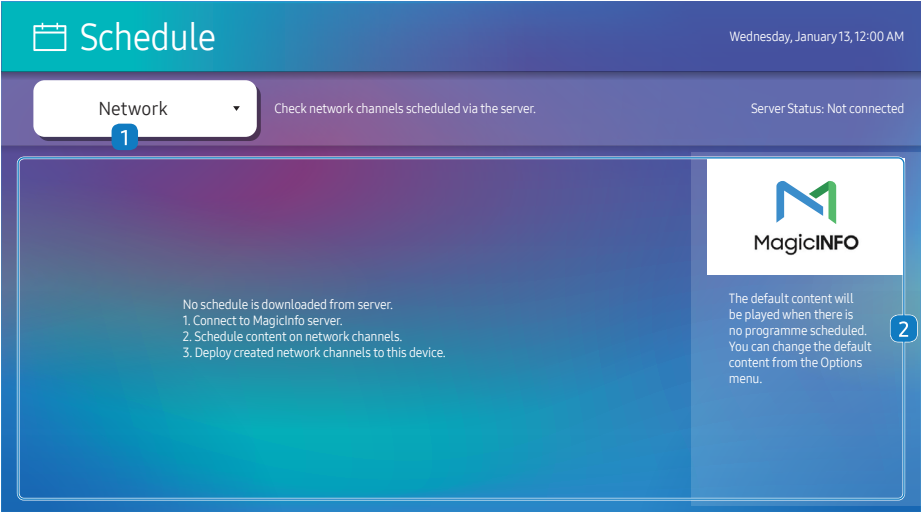 Schedule
Wednesday, January 13, 12:00 AM
Network
Check network channels scheduled via the server.
Server Status: Not connected
1
MagicINFO
No schedule is downloaded from server.
1. Connect to MagicInfo server.
2. Schedule content on network channels.
3. Deploy created network channels to this device.
The default content will
be played when there is
no programme scheduled.
You can change the default
content from the Options
menu.
2